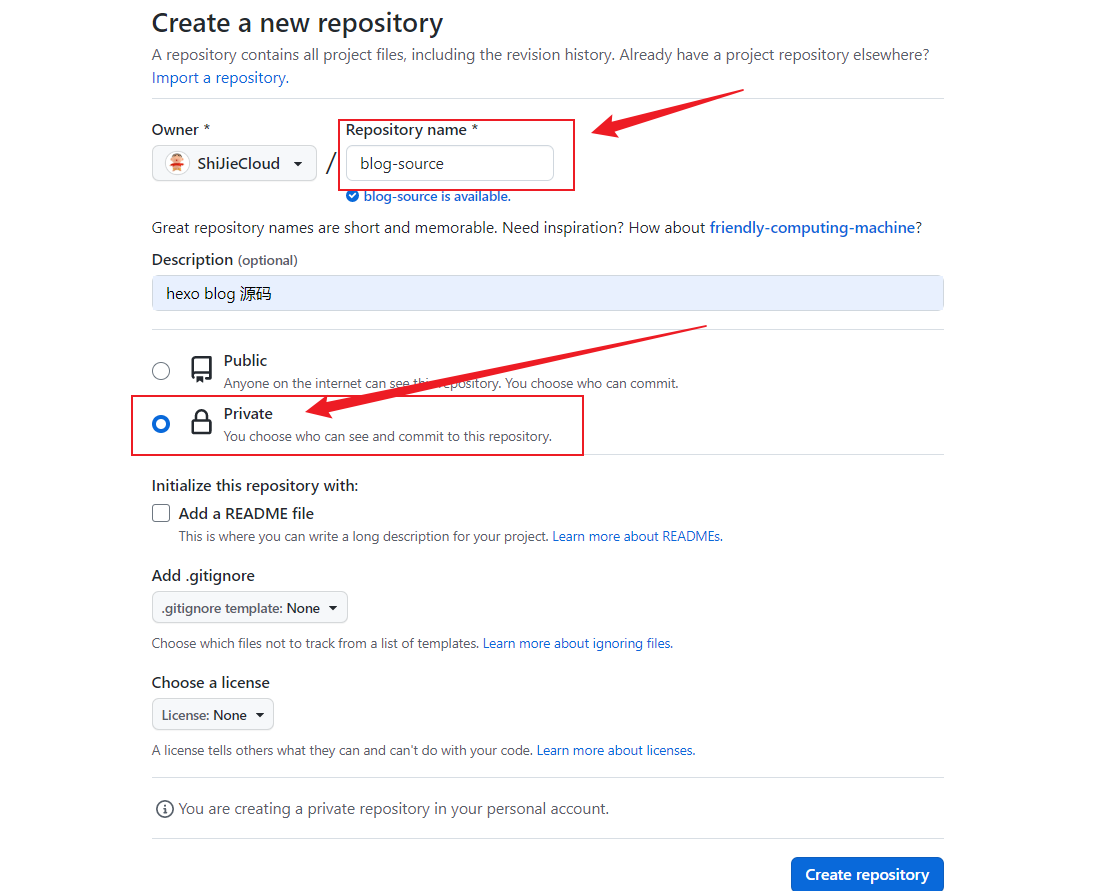 Create a new repository
A repository contains all project files, including the revision history. Already have a project repository elsewhere?
Import a repository.
Owner *
Repository name *
ShiJieCloud
/
blog-source
blog-source is available.
Great repository names are short and memorable. Need inspiration? How about friendly-computing-machine?
Description (optional)
hexo blog 源码
Public
Anyone on the internet can see this repository. You choose who can commit.
Private
You choose who can see and commit to this repository.
Initialize this repository with:
Add a README file
This is where you can write a long description for your project. Learn more about READMEs.
Add .gitignore
.gitignore template: None
Choose which files not to track from a list of templates. Learn more about ignoring files.
Choose a license
License: None
A license tells others what they can and can't do with your code. Learn more about licenses.
You are creating a private repository in your personal account.
Create repository